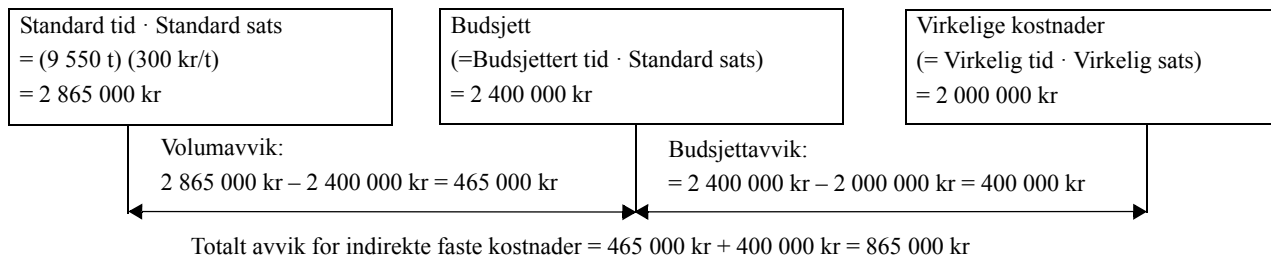 Standard tid · Standard sats
= (9 550 t) (300 kr/t)
= 2 865 000 kr
Budsjett
(=Budsjettert tid · Standard sats)
= 2 400 000 kr
Virkelige kostnader
(= Virkelig tid · Virkelig sats)
= 2 000 000 kr
Volumavvik:
2 865 000 kr – 2 400 000 kr = 465 000 kr
Budsjettavvik:
= 2 400 000 kr – 2 000 000 kr = 400 000 kr
Totalt avvik for indirekte faste kostnader = 465 000 kr + 400 000 kr = 865 000 kr